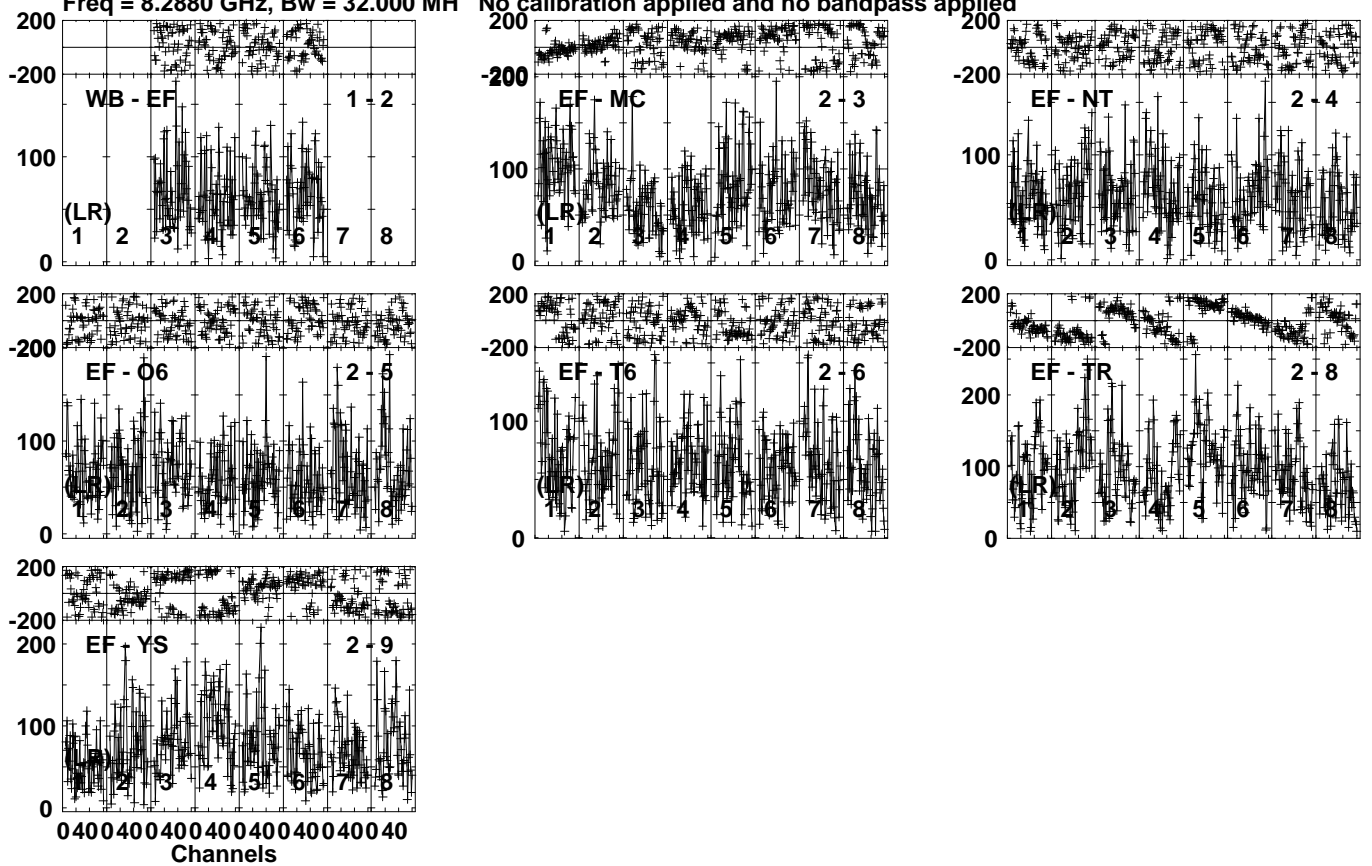 Freq = 8.2880 GHz, Bw = 32.000 MH No calibration applied and no bandpass applied
200
-200
WB - EF 1 - 2
100
(LR)
1 2 3 4 5 6 7 8
0
200
-200
200
EF - MC 2 - 3
100
(LR)
1 2 3 4 5 6 7 8
0
200
-200
EF - NT 2 - 4
100
(LR)
1 2 3 4 5 6 7 8
0
200
-200
EF - O6 2 - 5
100
(LR)
1 2 3 4 5 6 7 8
0
200
-200
EF - T6 2 - 6
100
(LR)
1 2 3 4 5 6 7 8
0
200
-200
EF - TR 2 - 8
200
100
(LR)
1 2 3 4 5 6 7 8
0
200
-200
EF - YS 2 - 9
200
100
(LR)
1 2 3 4 5 6 7 8
0
0 40 0 40 0 40 0 40 0 40 0 40 0 40 0 40
Channels